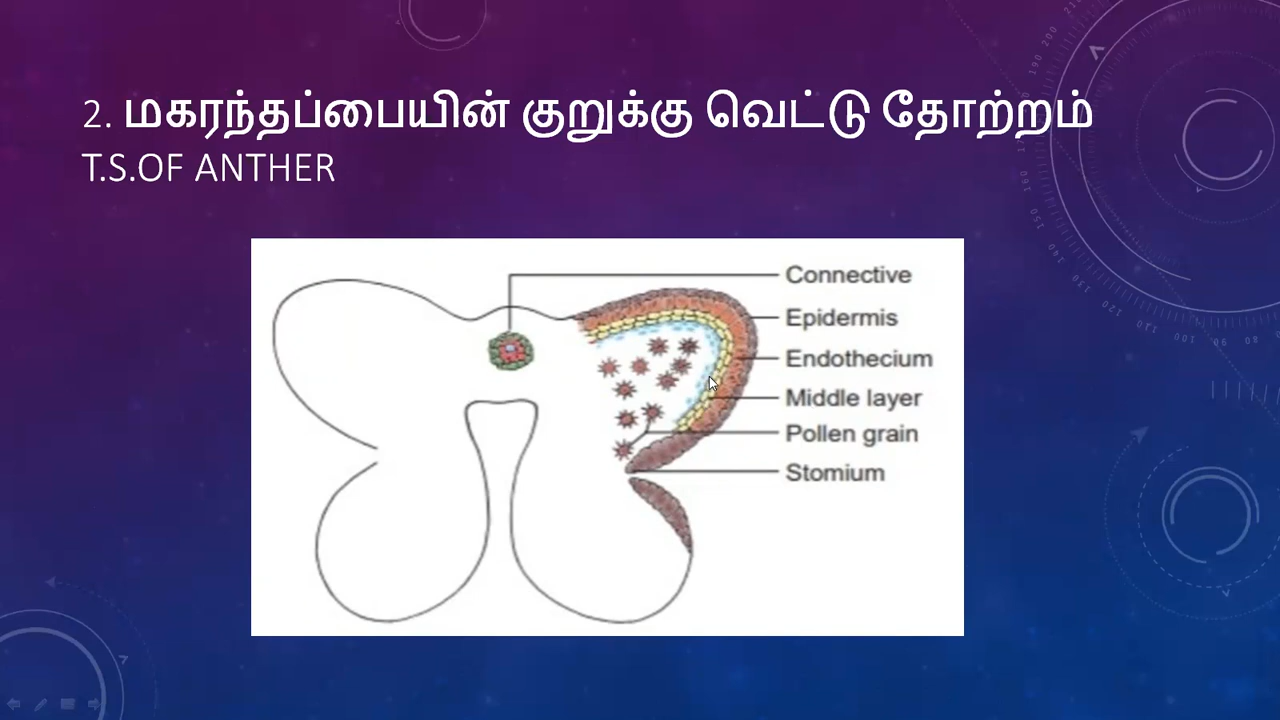 2. மகரந்தப்பையின் குறுக்கு வெட்டு தோற்றம்
T.S.OF ANTHER
Connective
Epidermis
Endothecium
Middle layer
Pollen grain
Stomium